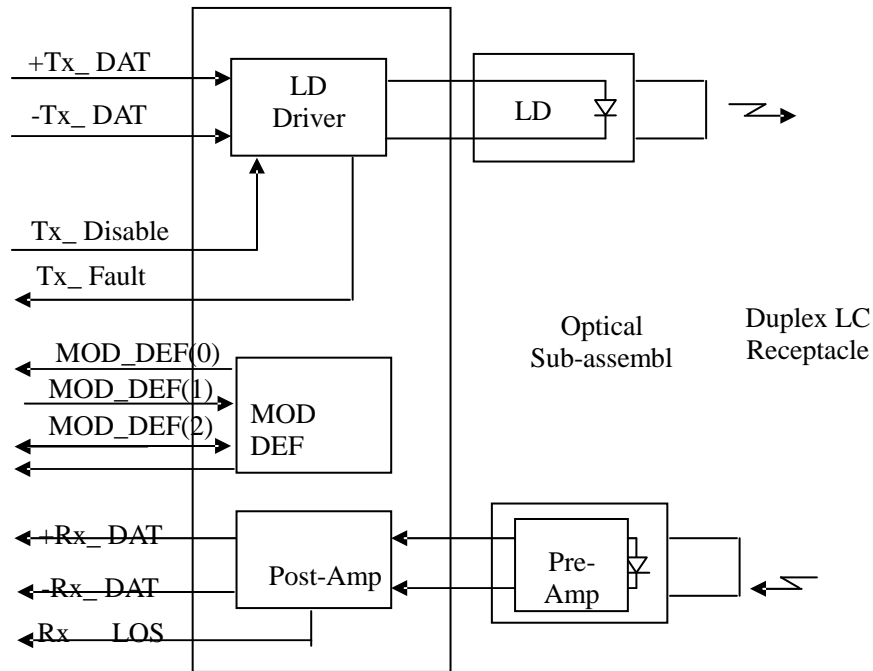 +Tx_ DAT
LD
Driver
-Tx_ DAT
LD
Tx_ Disable
Tx_ Fault
Optical
Sub-assembl
Duplex LC
Receptacle
MOD_DEF(0)
MOD_DEF(1)
MOD_DEF(2)
MOD
DEF
+Rx_ DAT
-Rx_ DAT
Post-Amp
Pre-
Amp
Rx LOS